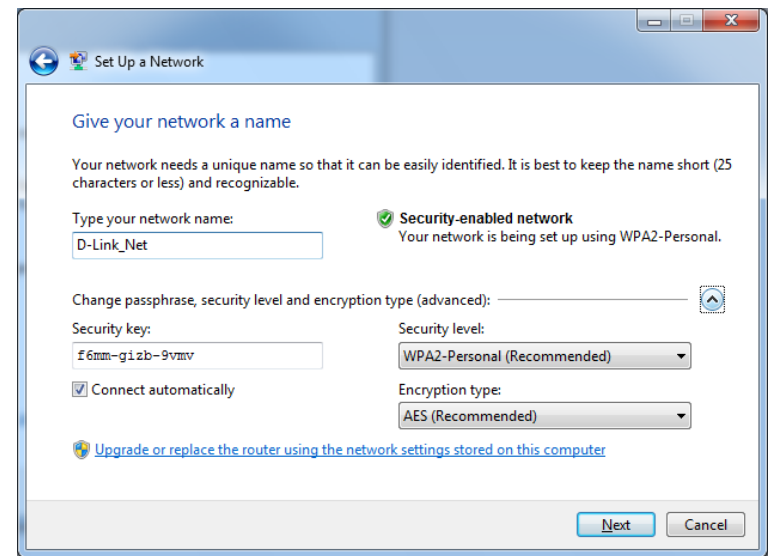 Set Up a Network
Give your network a name
Your network needs a unique name so that it can be easily identified. It is best to keep the name short (25
characters or less) and recognizable.
Type your network name:
D-Link_Net
Security-enabled network
Your network is being set up using WPA2-Personal.
Change passphrase, security level and encryption type (advanced):
Security key:
f6mm-gizb-9vmv
Security level:
WPA2-Personal (Recommended)
Connect automatically
Encryption type:
AES (Recommended)
Upgrade or replace the router using the network settings stored on this computer
Next
Cancel